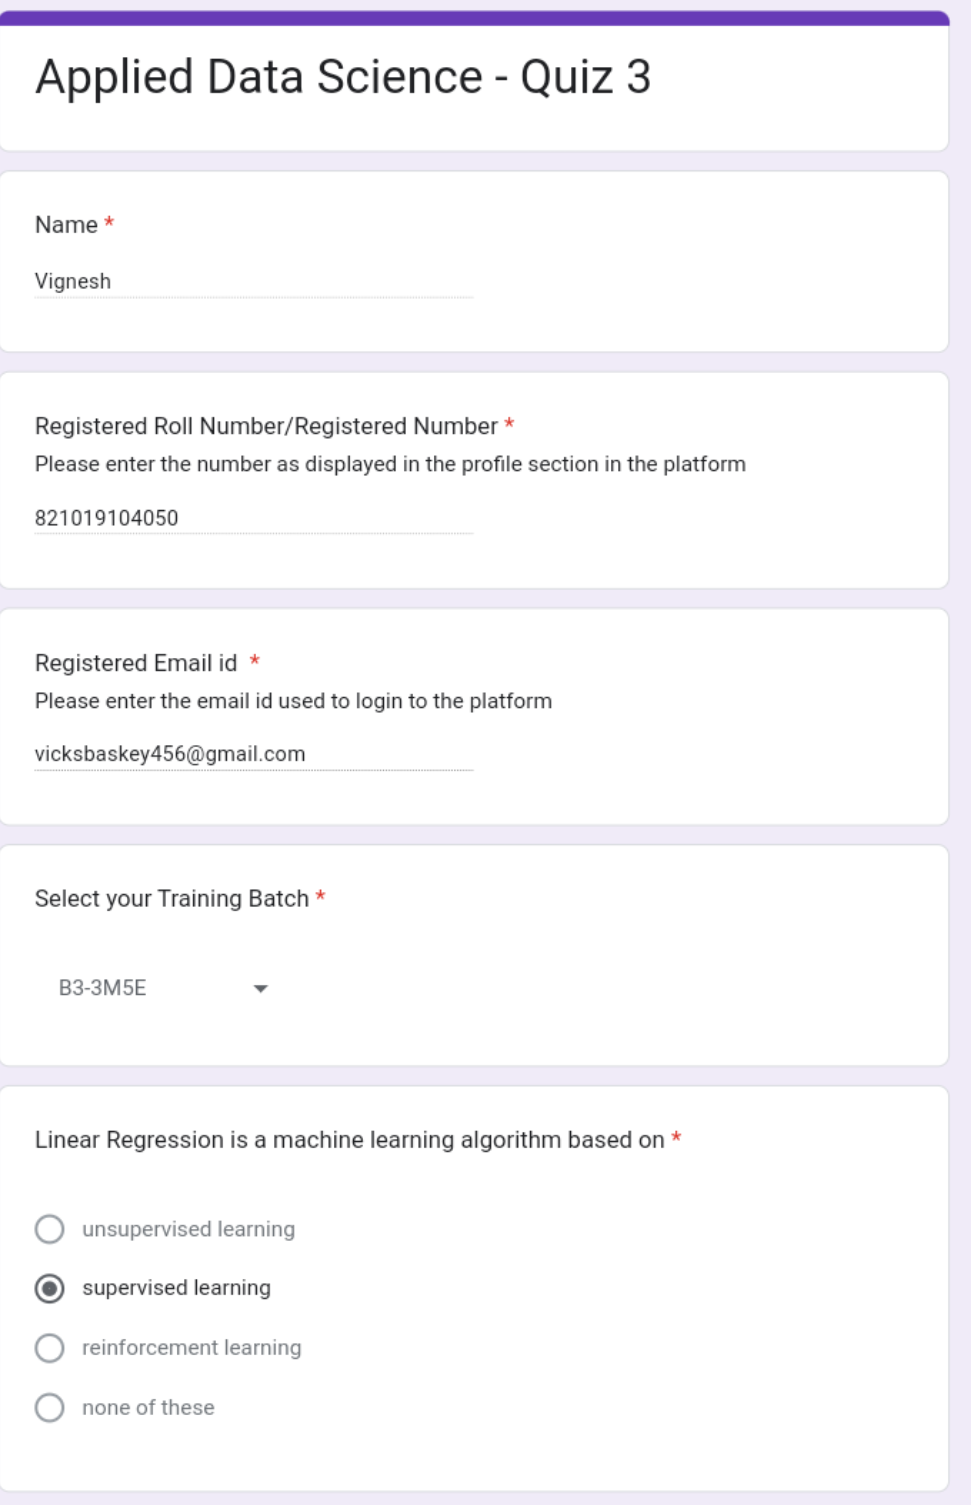 Applied Data Science - Quiz 3
Name *
Vignesh
Registered Roll Number/Registered Number *
Please enter the number as displayed in the profile section in the platform
821019104050
Registered Email id *
Please enter the email id used to login to the platform
vicksbaskey456@gmail.com
Select your Training Batch *
B3-3M5E
Linear Regression is a machine learning algorithm based on *
unsupervised learning
supervised learning
reinforcement learning
none of these